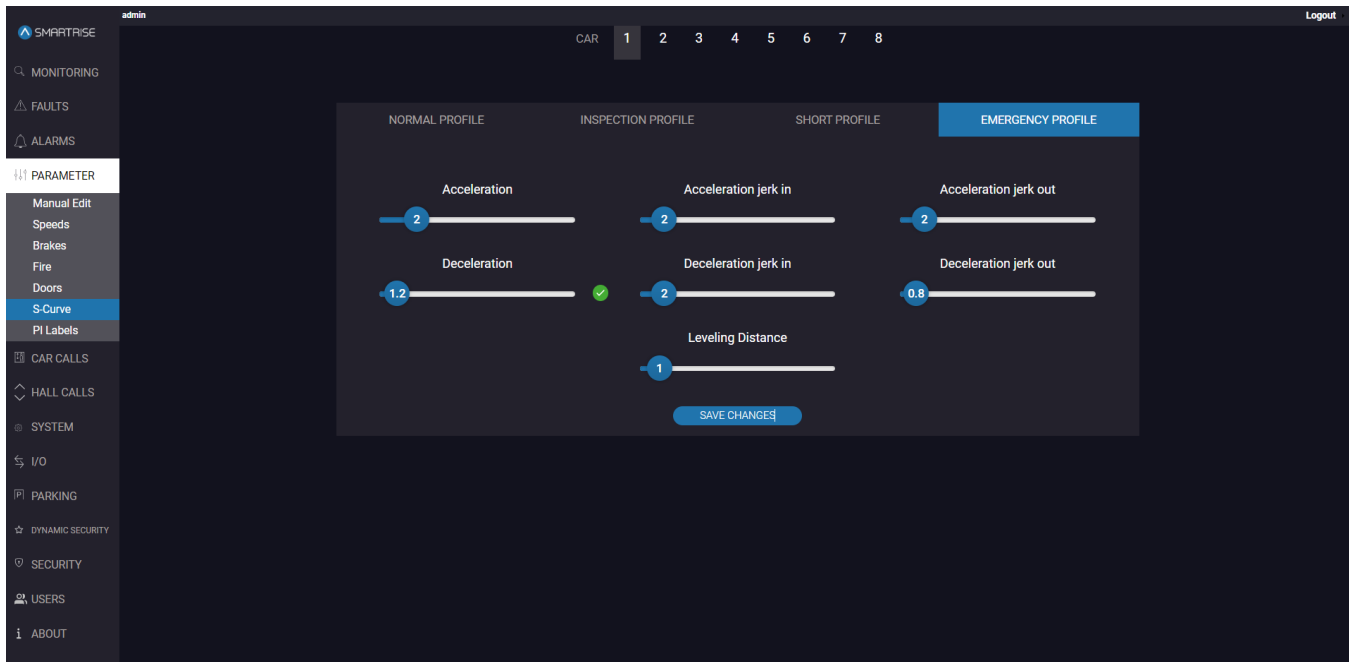 admin
Logout
SMARTRISE
CAR 1 2 3 4 5 6 7 8
MONITORING
FAULTS
ALARMS
PARAMETER
Manual Edit
Speeds
Brakes
Fire
Doors
S-Curve
PI Labels
CAR CALLS
HALL CALLS
SYSTEM
I/O
P PARKING
DYNAMIC SECURITY
SECURITY
USERS
i ABOUT
NORMAL PROFILE
INSPECTION PROFILE
SHORT PROFILE
EMERGENCY PROFILE
Acceleration
2
Acceleration jerk in
2
Acceleration jerk out
2
Deceleration
1.2
Deceleration jerk in
2
Deceleration jerk out
0.8
Leveling Distance
1
SAVE CHANGES